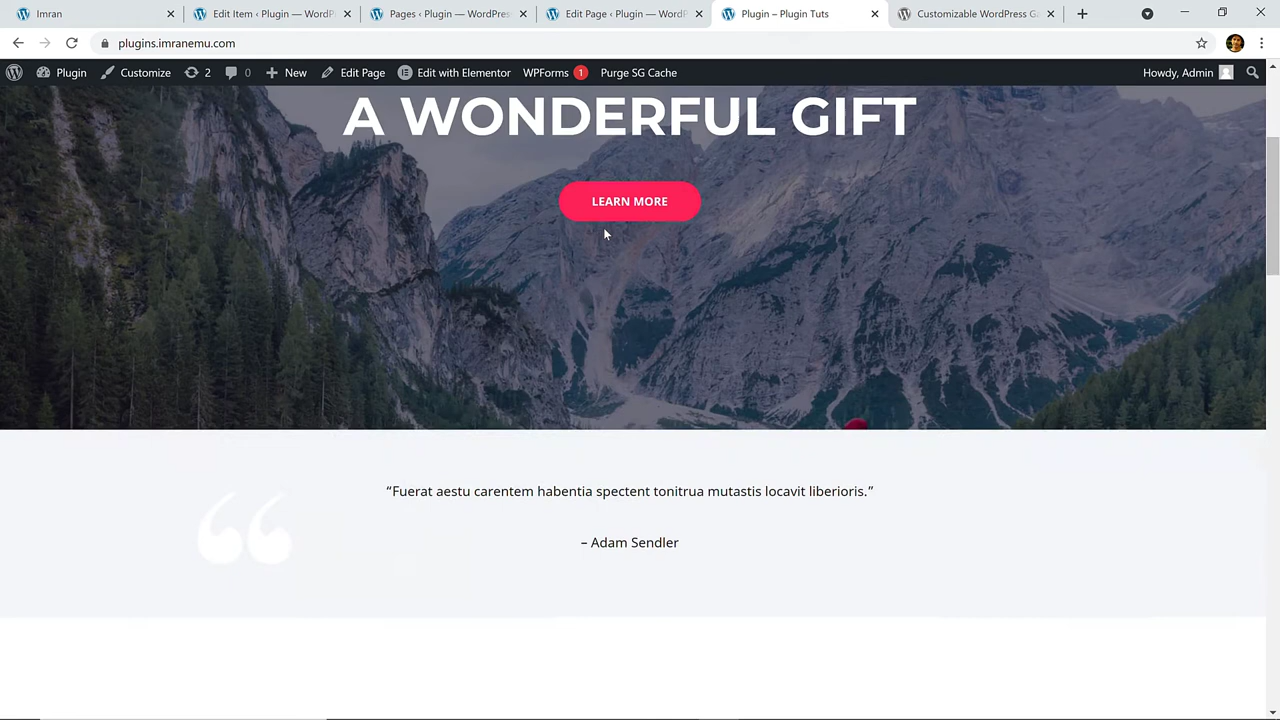 Imran
Edit Item ‹ Plugin — WordP
Pages ‹ Plugin — WordPress
Edit Page ‹ Plugin — WordP
Plugin – Plugin Tuts
Customizable WordPress Ga
plugins.imranemu.com
Plugin
Customize
2
0
New
Edit Page
Edit with Elementor
WPForms 1
Purge SG Cache
Howdy, Admin
A WONDERFUL GIFT
LEARN MORE
“Fuerat aestu carentem habentia spectent tonitrua mutastis locavit liberioris.”
– Adam Sendler